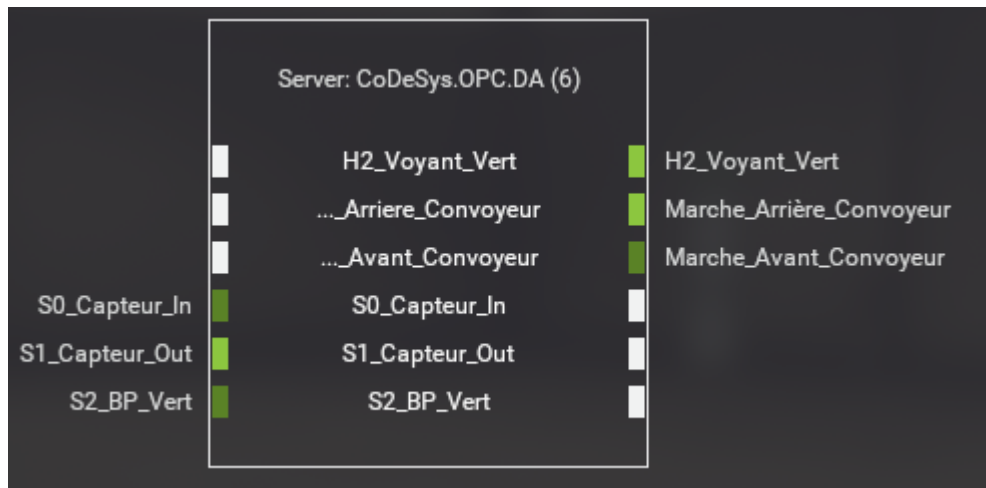 Server: CoDeSys.OPC.DA (6)
H2_Voyant_Vert H2_Voyant_Vert
..._Arriere_Convoyeur Marche_Arrière_Convoyeur
..._Avant_Convoyeur Marche_Avant_Convoyeur
S0_Capteur_In S0_Capteur_In
S1_Capteur_Out S1_Capteur_Out
S2_BP_Vert S2_BP_Vert